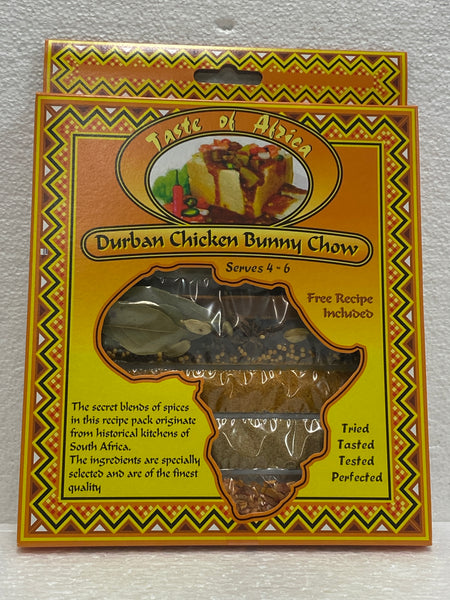 Taste of Africa
Durban Chicken Bunny Chow
Serves 4 - 6
Free Recipe
Included
The secret blends of spices
in this recipe pack originate
from historical kitchens of
South Africa.
The ingredients are specially
selected and are of the finest
quality
Tried
Tasted
Tested
Perfected